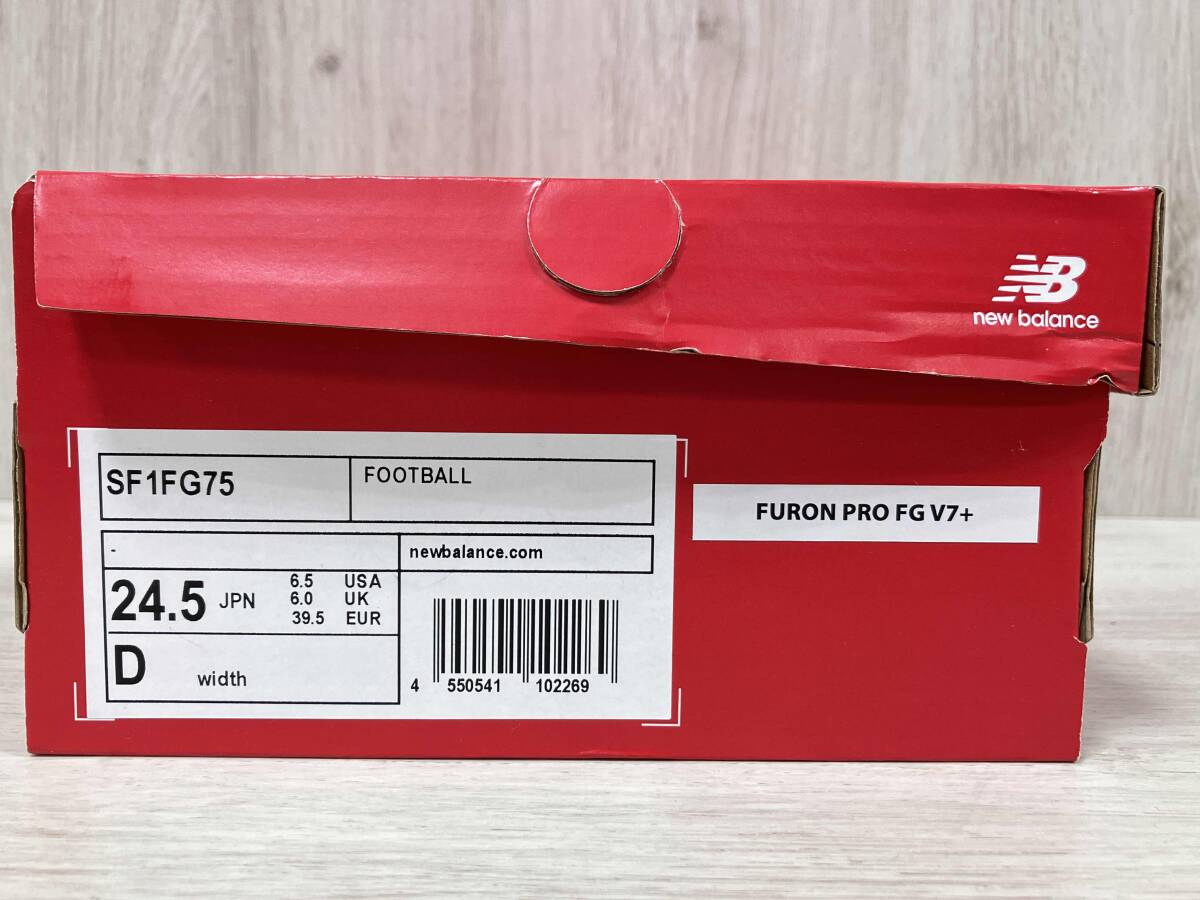 NB
new balance
SF1FG75
FOOTBALL
FURON PRO FG V7+
-
newbalance.com
24.5 JPN
6.5 USA
6.0 UK
39.5 EUR
D width
4 550541 102269